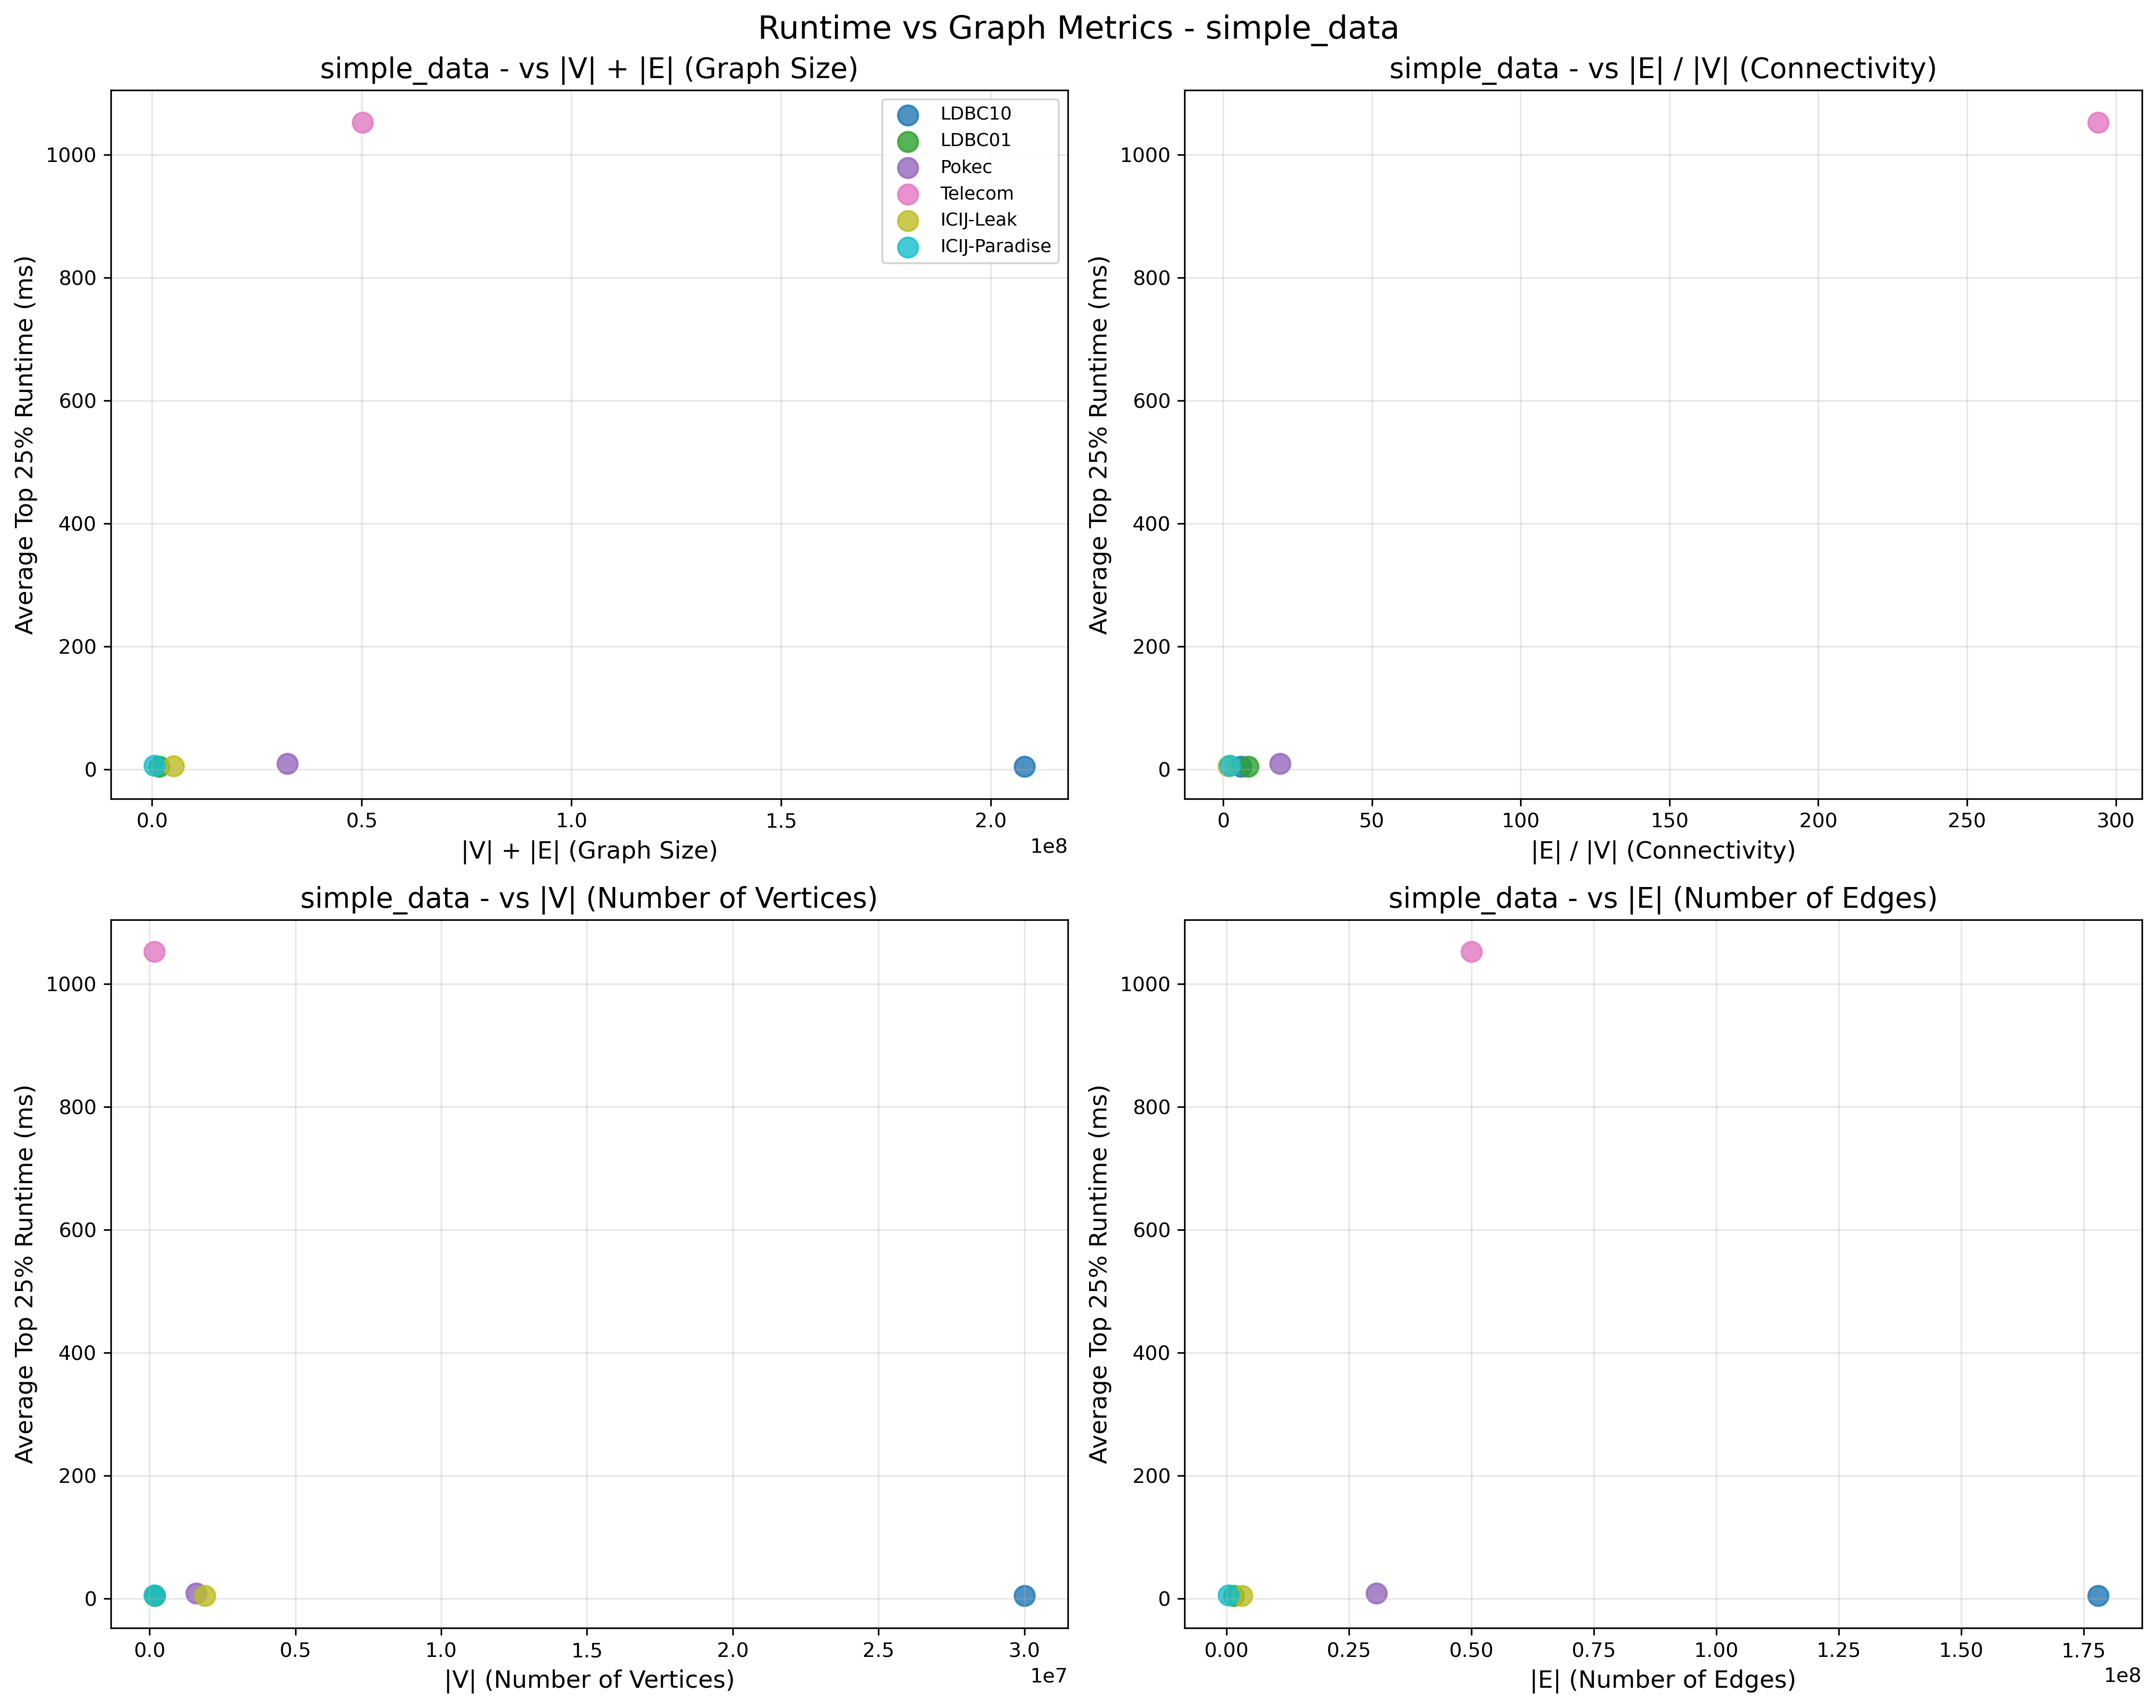 Runtime vs Graph Metrics - simple_data
simple_data - vs |V| + |E| (Graph Size)
Average Top 25% Runtime (ms)
1000
800
600
400
200
0
LDBC10
LDBC01
Pokec
Telecom
ICIJ-Leak
ICIJ-Paradise
0.0 0.5 1.0 1.5 2.0
1e8
|V| + |E| (Graph Size)
simple_data - vs |E| / |V| (Connectivity)
Average Top 25% Runtime (ms)
1000
800
600
400
200
0
0 50 100 150 200 250 300
|E| / |V| (Connectivity)
simple_data - vs |V| (Number of Vertices)
Average Top 25% Runtime (ms)
1000
800
600
400
200
0
0.0 0.5 1.0 1.5 2.0 2.5 3.0
1e7
|V| (Number of Vertices)
simple_data - vs |E| (Number of Edges)
Average Top 25% Runtime (ms)
1000
800
600
400
200
0
0.00 0.25 0.50 0.75 1.00 1.25 1.50 1.75
1e8
|E| (Number of Edges)